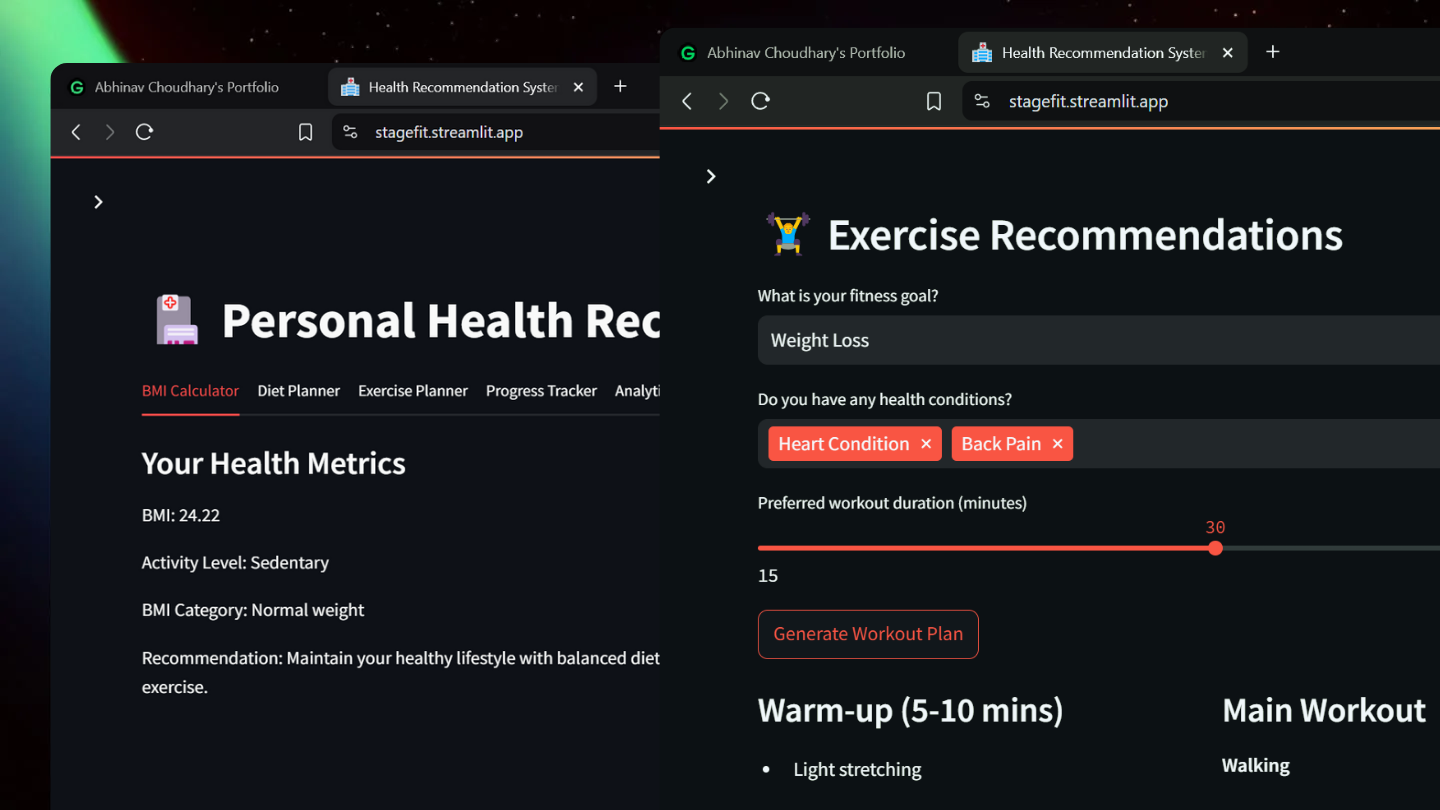 Abhinav Choudhary's Portfolio
Health Recommendation Syste
stagefit.streamlit.app
Personal Health Rec
BMI Calculator Diet Planner Exercise Planner Progress Tracker Analyti
Your Health Metrics
BMI: 24.22
Activity Level: Sedentary
BMI Category: Normal weight
Recommendation: Maintain your healthy lifestyle with balanced diet
exercise.
Abhinav Choudhary's Portfolio
Health Recommendation Syste
stagefit.streamlit.app
Exercise Recommendations
What is your fitness goal?
Weight Loss
Do you have any health conditions?
Heart Condition Back Pain
Preferred workout duration (minutes)
30
15
Generate Workout Plan
Warm-up (5-10 mins)
Light stretching
Main Workout
Walking